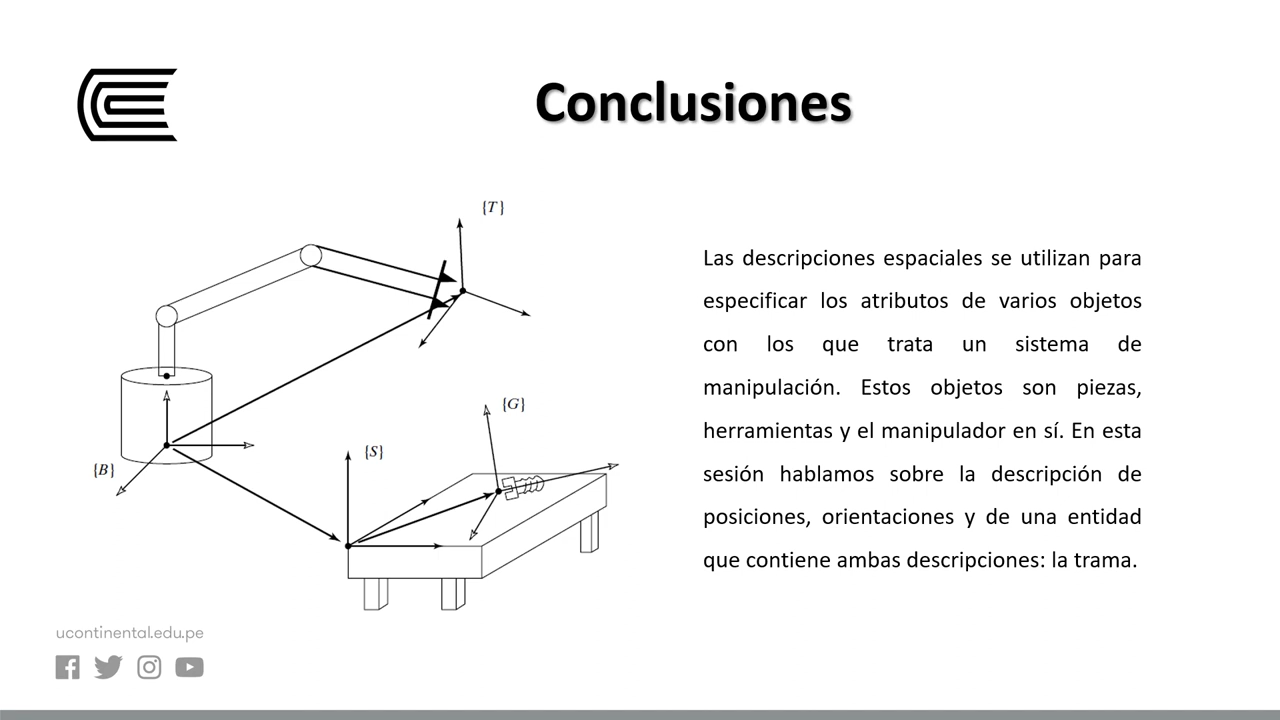 Conclusiones
{T}
{B}
{S}
{G}
Las descripciones espaciales se utilizan para
especificar los atributos de varios objetos
con los que trata un sistema de
manipulación. Estos objetos son piezas,
herramientas y el manipulador en sí. En esta
sesión hablamos sobre la descripción de
posiciones, orientaciones y de una entidad
que contiene ambas descripciones: la trama.
ucontinental.edu.pe